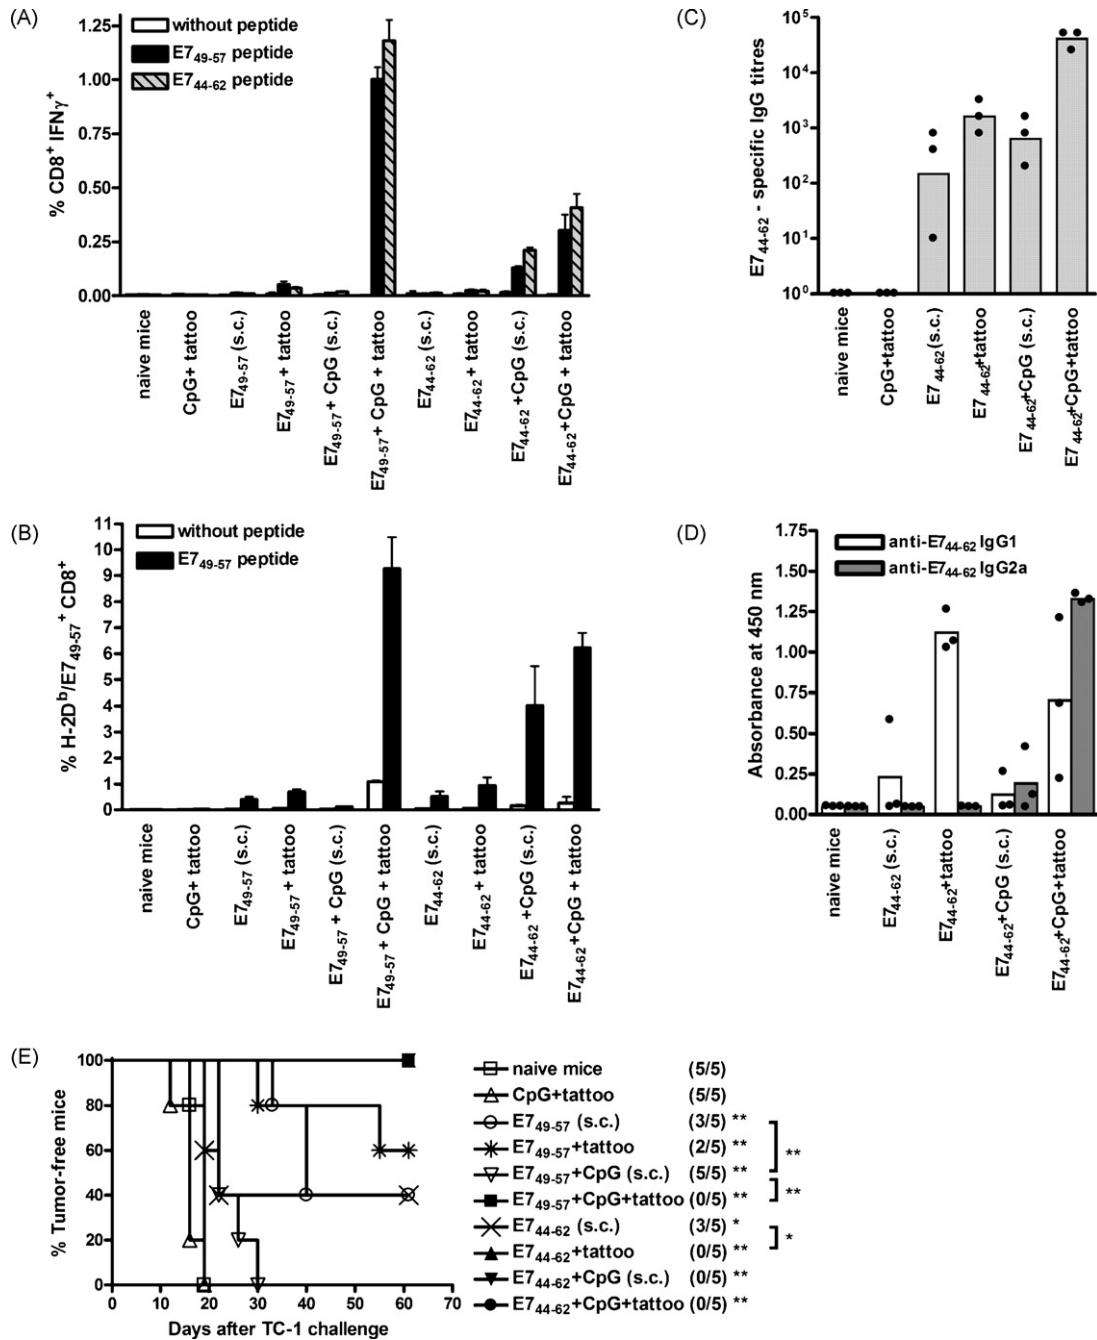 (A)
without peptide
E7₄₉₋₅₇ peptide
E7₄₄₋₆₂ peptide
% CD8⁺ IFNγ⁺
1.25
1.00
0.75
0.50
0.25
0.00
naive mice
CpG+ tattoo
E7₄₉₋₅₇ (s.c.)
E7₄₉₋₅₇ + tattoo
E7₄₉₋₅₇ + CpG (s.c.)
E7₄₉₋₅₇ + CpG + tattoo
E7₄₄₋₆₂ (s.c.)
E7₄₄₋₆₂ + tattoo
E7₄₄₋₆₂ +CpG (s.c.)
E7₄₄₋₆₂ +CpG + tattoo
(B)
without peptide
E7₄₉₋₅₇ peptide
% H-2Dᵇ/E7₄₉₋₅₇⁺ CD8⁺
11
10
9
8
7
6
5
4
3
2
1
0
naive mice
CpG+ tattoo
E7₄₉₋₅₇ (s.c.)
E7₄₉₋₅₇ + tattoo
E7₄₉₋₅₇ + CpG (s.c.)
E7₄₉₋₅₇ + CpG + tattoo
E7₄₄₋₆₂ (s.c.)
E7₄₄₋₆₂ + tattoo
E7₄₄₋₆₂ +CpG (s.c.)
E7₄₄₋₆₂ +CpG + tattoo
(C)
E7₄₄₋₆₂ - specific IgG titres
10⁵
10⁴
10³
10²
10¹
10⁰
naive mice
CpG+tattoo
E7₄₄₋₆₂(s.c.)
E7₄₄₋₆₂+tattoo
E7₄₄₋₆₂+CpG (s.c.)
E7₄₄₋₆₂+CpG+tattoo
(D)
anti-E7₄₄₋₆₂ IgG1
anti-E7₄₄₋₆₂ IgG2a
Absorbance at 450 nm
1.75
1.50
1.25
1.00
0.75
0.50
0.25
0.00
naive mice
E7₄₄₋₆₂ (s.c.)
E7₄₄₋₆₂+tattoo
E7₄₄₋₆₂+CpG (s.c.)
E7₄₄₋₆₂+CpG+tattoo
(E)
% Tumor-free mice
100
80
60
40
20
0
0 10 20 30 40 50 60 70
Days after TC-1 challenge
naive mice (5/5)
CpG+tattoo (5/5)
E7₄₉₋₅₇ (s.c.) (3/5) **
E7₄₉₋₅₇+tattoo (2/5) **
E7₄₉₋₅₇+CpG (s.c.) (5/5) **
E7₄₉₋₅₇+CpG+tattoo (0/5) **
E7₄₄₋₆₂ (s.c.) (3/5) *
E7₄₄₋₆₂+tattoo (0/5) **
E7₄₄₋₆₂+CpG (s.c.) (0/5) **
E7₄₄₋₆₂+CpG+tattoo (0/5) **
**
**
*